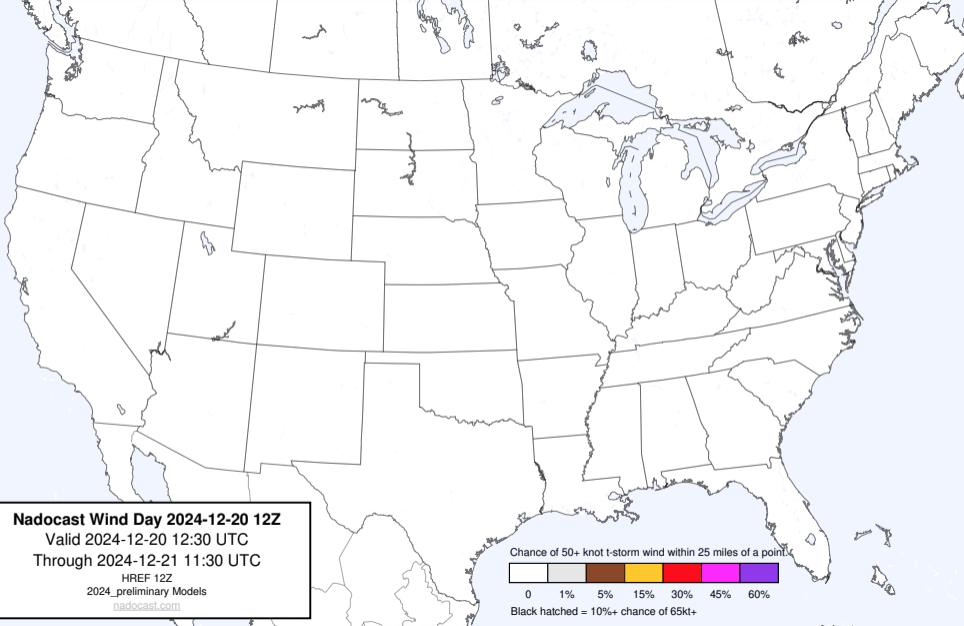 Nadocast Wind Day 2024-12-20 12Z
Valid 2024-12-20 12:30 UTC
Through 2024-12-21 11:30 UTC
HREF 12Z
2024_preliminary Models
nadocast.com
Chance of 50+ knot t-storm wind within 25 miles of a point.
0 1% 5% 15% 30% 45% 60%
Black hatched = 10%+ chance of 65kt+